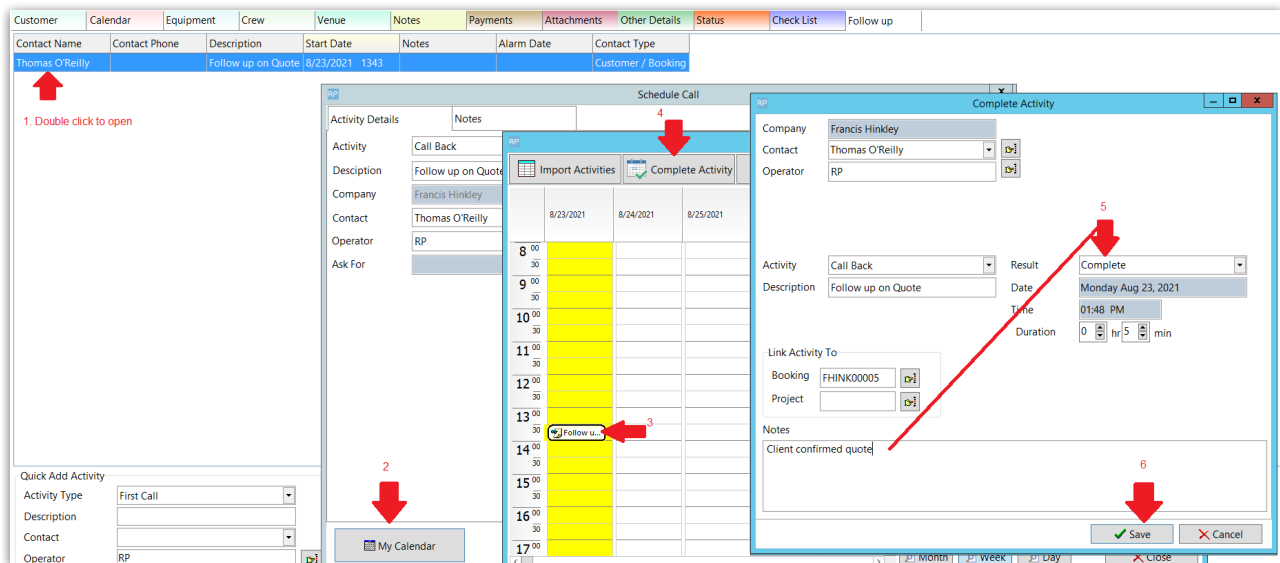 Customer Calendar Equipment Crew Venue Notes Payments Attachments Other Details Status Check List Follow up
Contact Name Contact Phone Description Start Date Notes Alarm Date Contact Type
Thomas O'Reilly Follow up on Quote 8/23/2021 1343 Customer / Booking
1. Double click to open
RP Schedule Call x
Activity Details Notes
Activity Call Back
Desciption Follow up on Quote
Company Francis Hinkley
Contact Thomas O'Reilly
Operator RP
Ask For
2
My Calendar
4
RP
Import Activities Complete Activity
8/23/2021 8/24/2021 8/25/2021
8 00
30
9 00
30
10 00
30
11 00
30
12 00
30
13 00
30 Follow u... 3
14 00
30
15 00
30
16 00
30
17 00
Month Week Day Close
RP Complete Activity x
Company Francis Hinkley
Contact Thomas O'Reilly
Operator RP
5
Activity Call Back Result Complete
Description Follow up on Quote Date Monday Aug 23, 2021
Time 01:48 PM
Duration 0 hr 5 min
Link Activity To
Booking FHINK00005
Project
Notes
Client confirmed quote
6
Save Cancel
Quick Add Activity
Activity Type First Call
Description
Contact
Operator RP